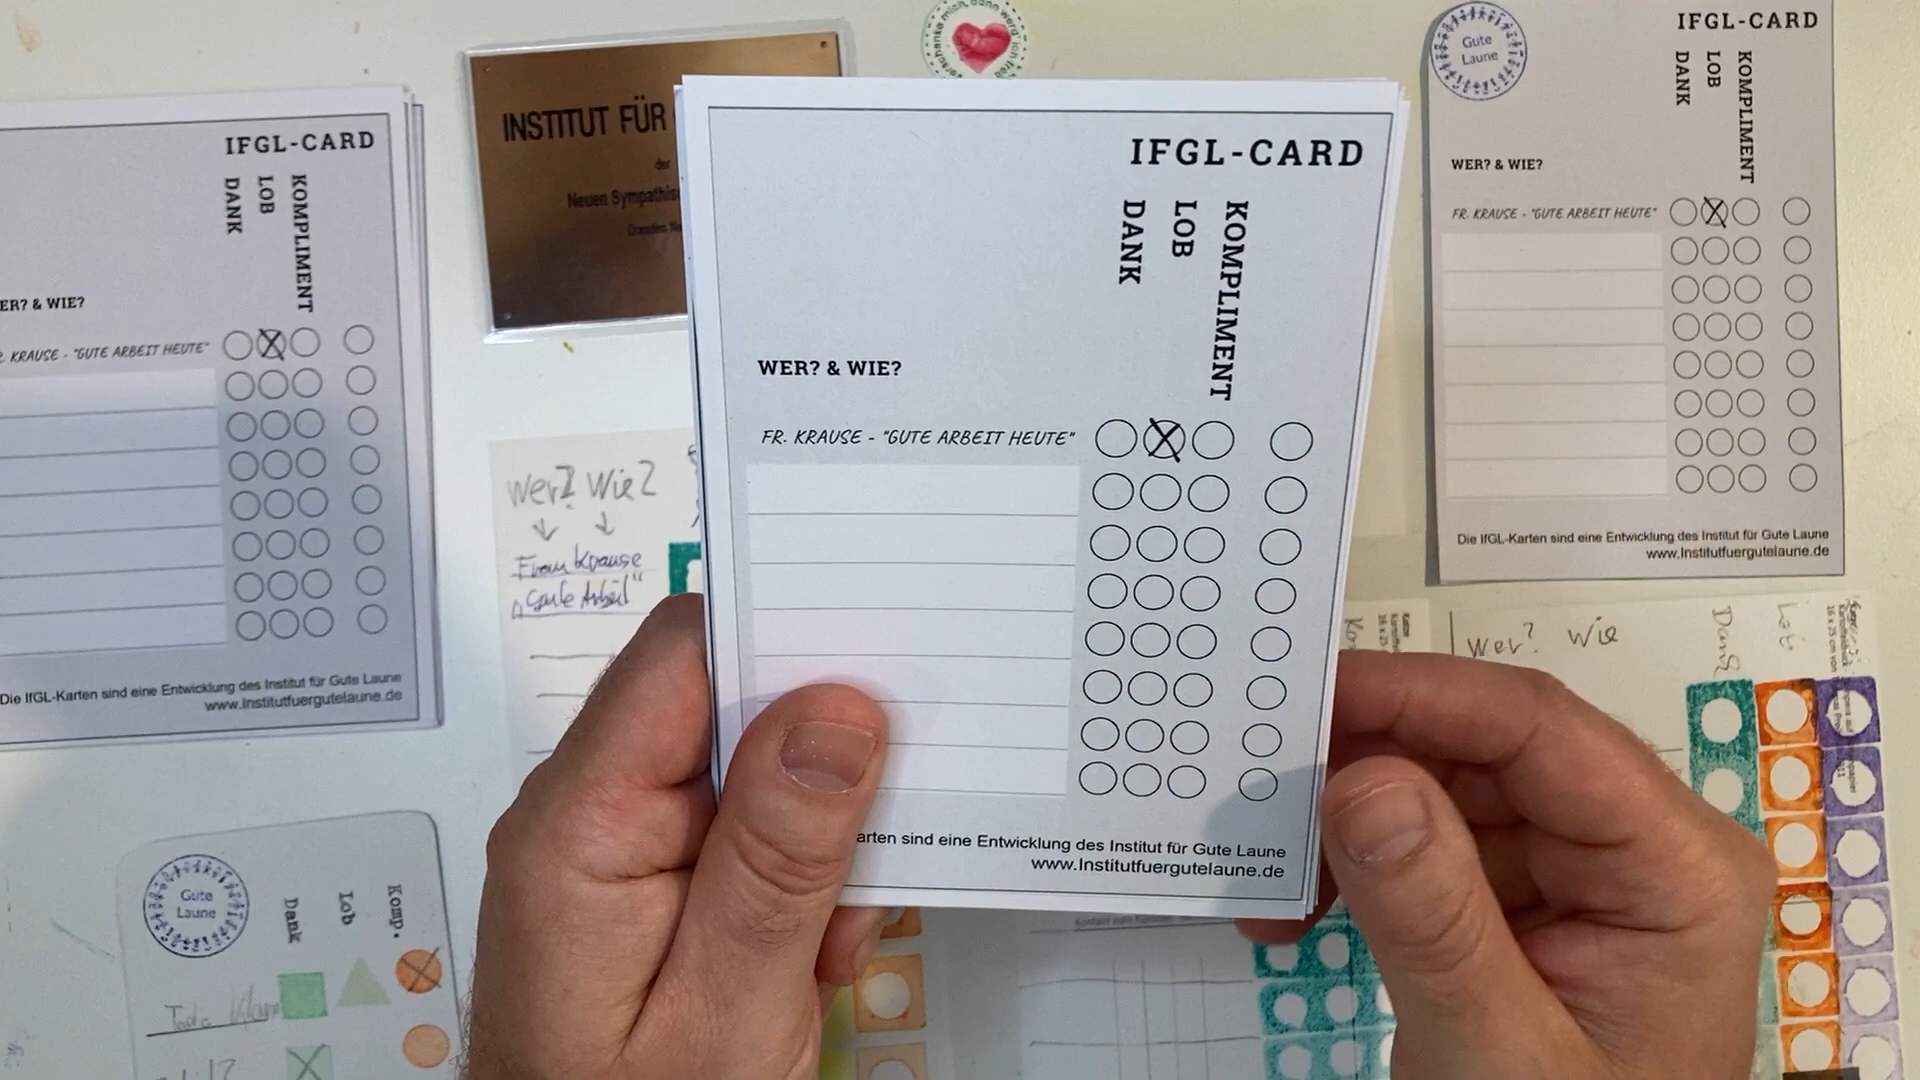 IFGL-CARD
DANK
LOB
KOMPLIMENT
ER? & WIE?
KRAUSE - "GUTE ARBEIT HEUTE"
Die IfGL-Karten sind eine Entwicklung des Institut für Gute Laune
www.Institutfuergutelaune.de
INSTITUT FÜR
der
Neuen Sympathis
IFGL-CARD
DANK
LOB
KOMPLIMENT
WER? & WIE?
FR. KRAUSE - "GUTE ARBEIT HEUTE"
arten sind eine Entwicklung des Institut für Gute Laune
www.Institutfuergutelaune.de
Gute
Laune
IFGL-CARD
DANK
LOB
KOMPLIMENT
WER? & WIE?
FR. KRAUSE - "GUTE ARBEIT HEUTE"
Die IfGL-Karten sind eine Entwicklung des Institut für Gute Laune
www.Institutfuergutelaune.de
Wer? Wie?
Frau Krause
"Gute Arbeit"
Wer? Wie
Dank
Lob
Gute
Laune
Dank
Lob
Komp.